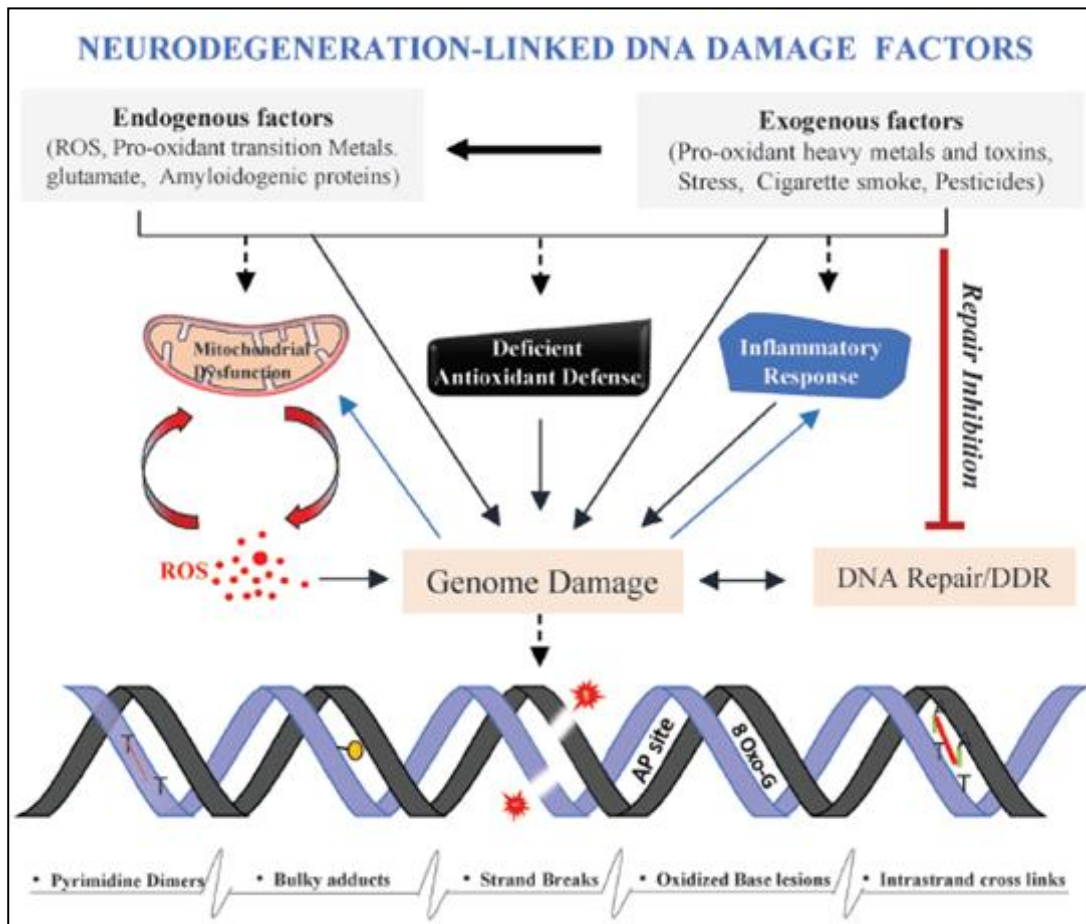 NEURODEGENERATION-LINKED DNA DAMAGE FACTORS
Endogenous factors
(ROS, Pro-oxidant transition Metals.
glutamate, Amyloidogenic proteins)
Exogenous factors
(Pro-oxidant heavy metals and toxins,
Stress, Cigarette smoke, Pesticides)
Mitochondrial
Dysfunction
Deficient
Antioxidant Defense
Inflammatory
Response
Repair Inhibition
ROS
Genome Damage
DNA Repair/DDR
T
T
AP site
8 Oxo-G
T
T
• Pyrimidine Dimers
• Bulky adducts
• Strand Breaks
• Oxidized Base lesions
• Intrastrand cross links